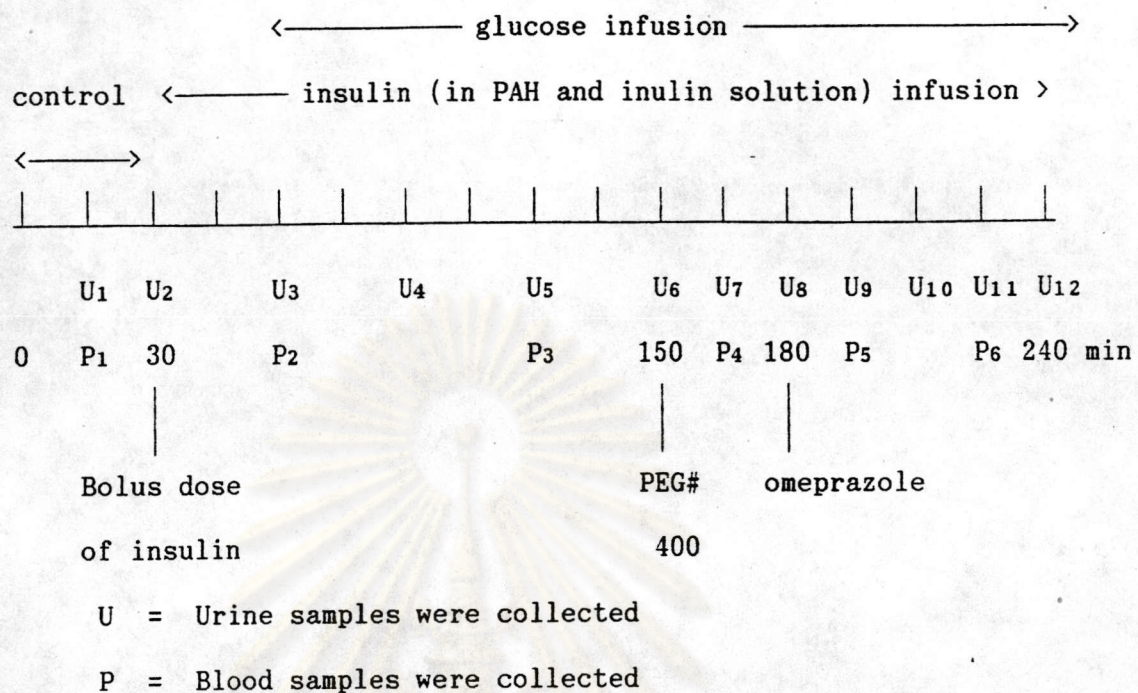 <——— glucose infusion ———>
control <—— insulin (in PAH and inulin solution) infusion >
<——>
U1 U2 U3 U4 U5 U6 U7 U8 U9 U10 U11 U12
0 P1 30 P2 P3 150 P4 180 P5 P6 240 min
Bolus dose PEG# omeprazole
of insulin 400
U = Urine samples were collected
P = Blood samples were collected